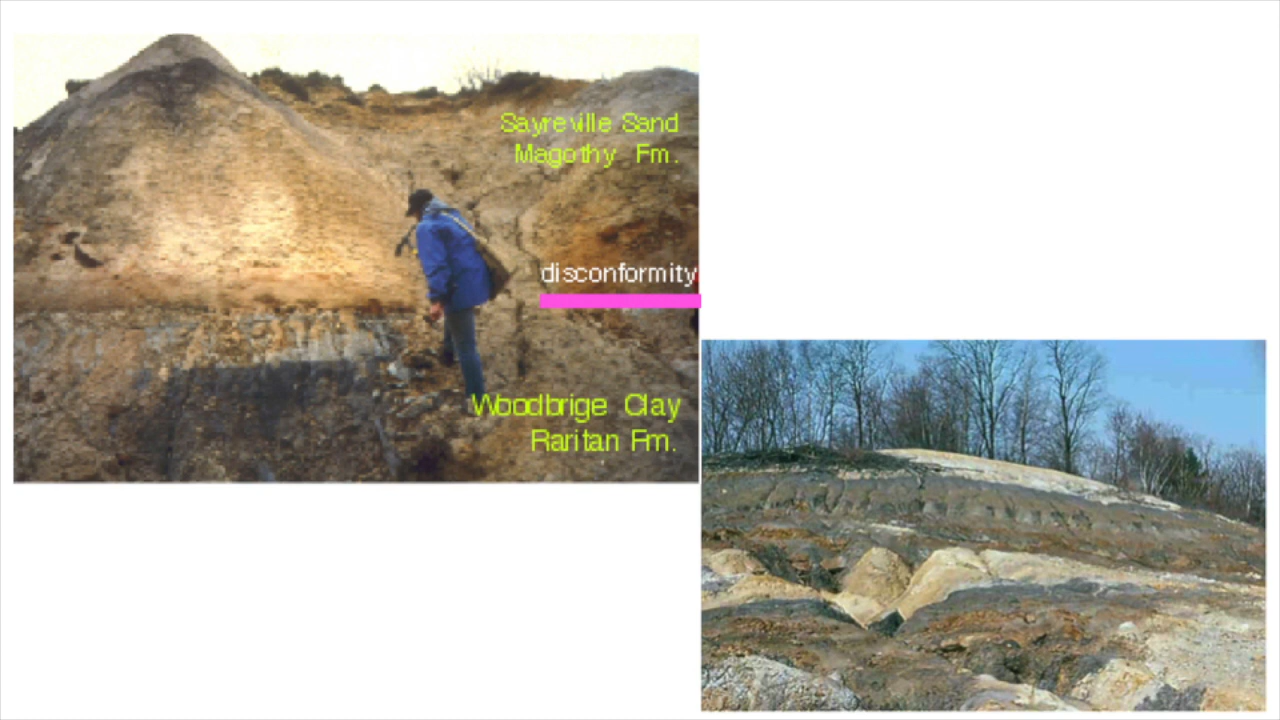 Sayreville Sand
Magothy Fm.
disconformity
Woodbrige Clay
Raritan Fm.